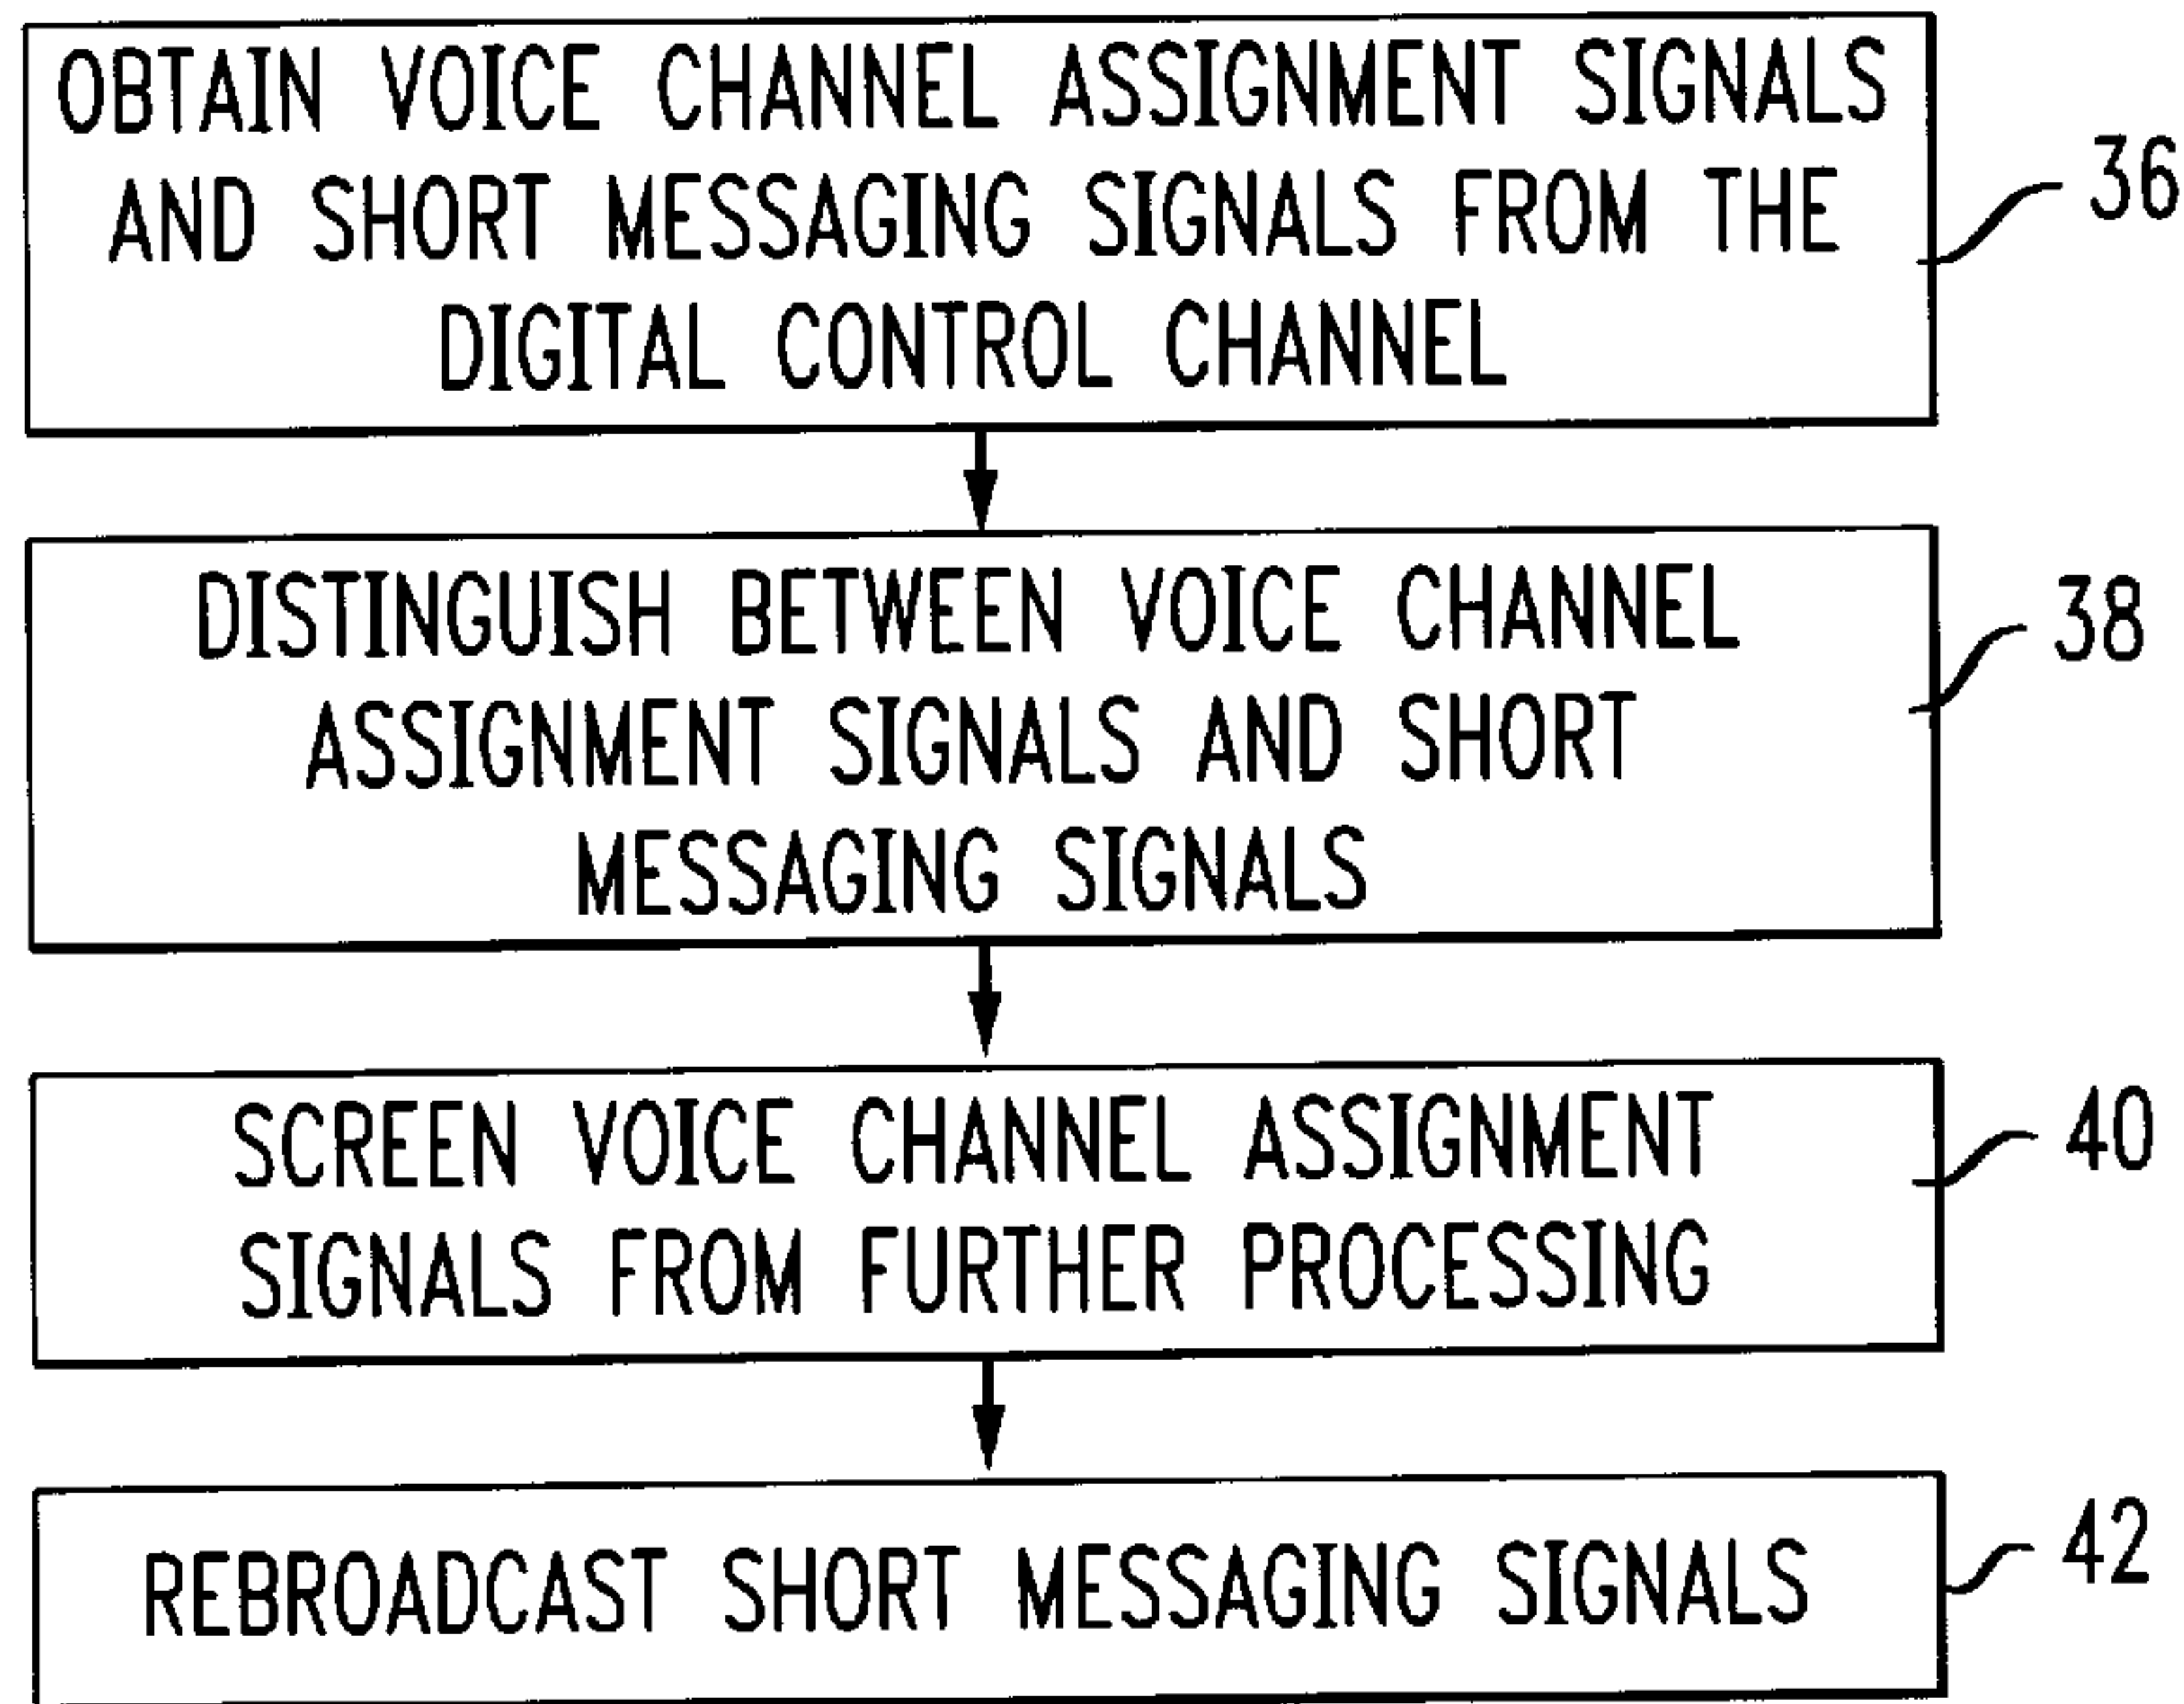 OBTAIN VOICE CHANNEL ASSIGNMENT SIGNALS
AND SHORT MESSAGING SIGNALS FROM THE
DIGITAL CONTROL CHANNEL
36
DISTINGUISH BETWEEN VOICE CHANNEL
ASSIGNMENT SIGNALS AND SHORT
MESSAGING SIGNALS
38
SCREEN VOICE CHANNEL ASSIGNMENT
SIGNALS FROM FURTHER PROCESSING
40
REBROADCAST SHORT MESSAGING SIGNALS
42